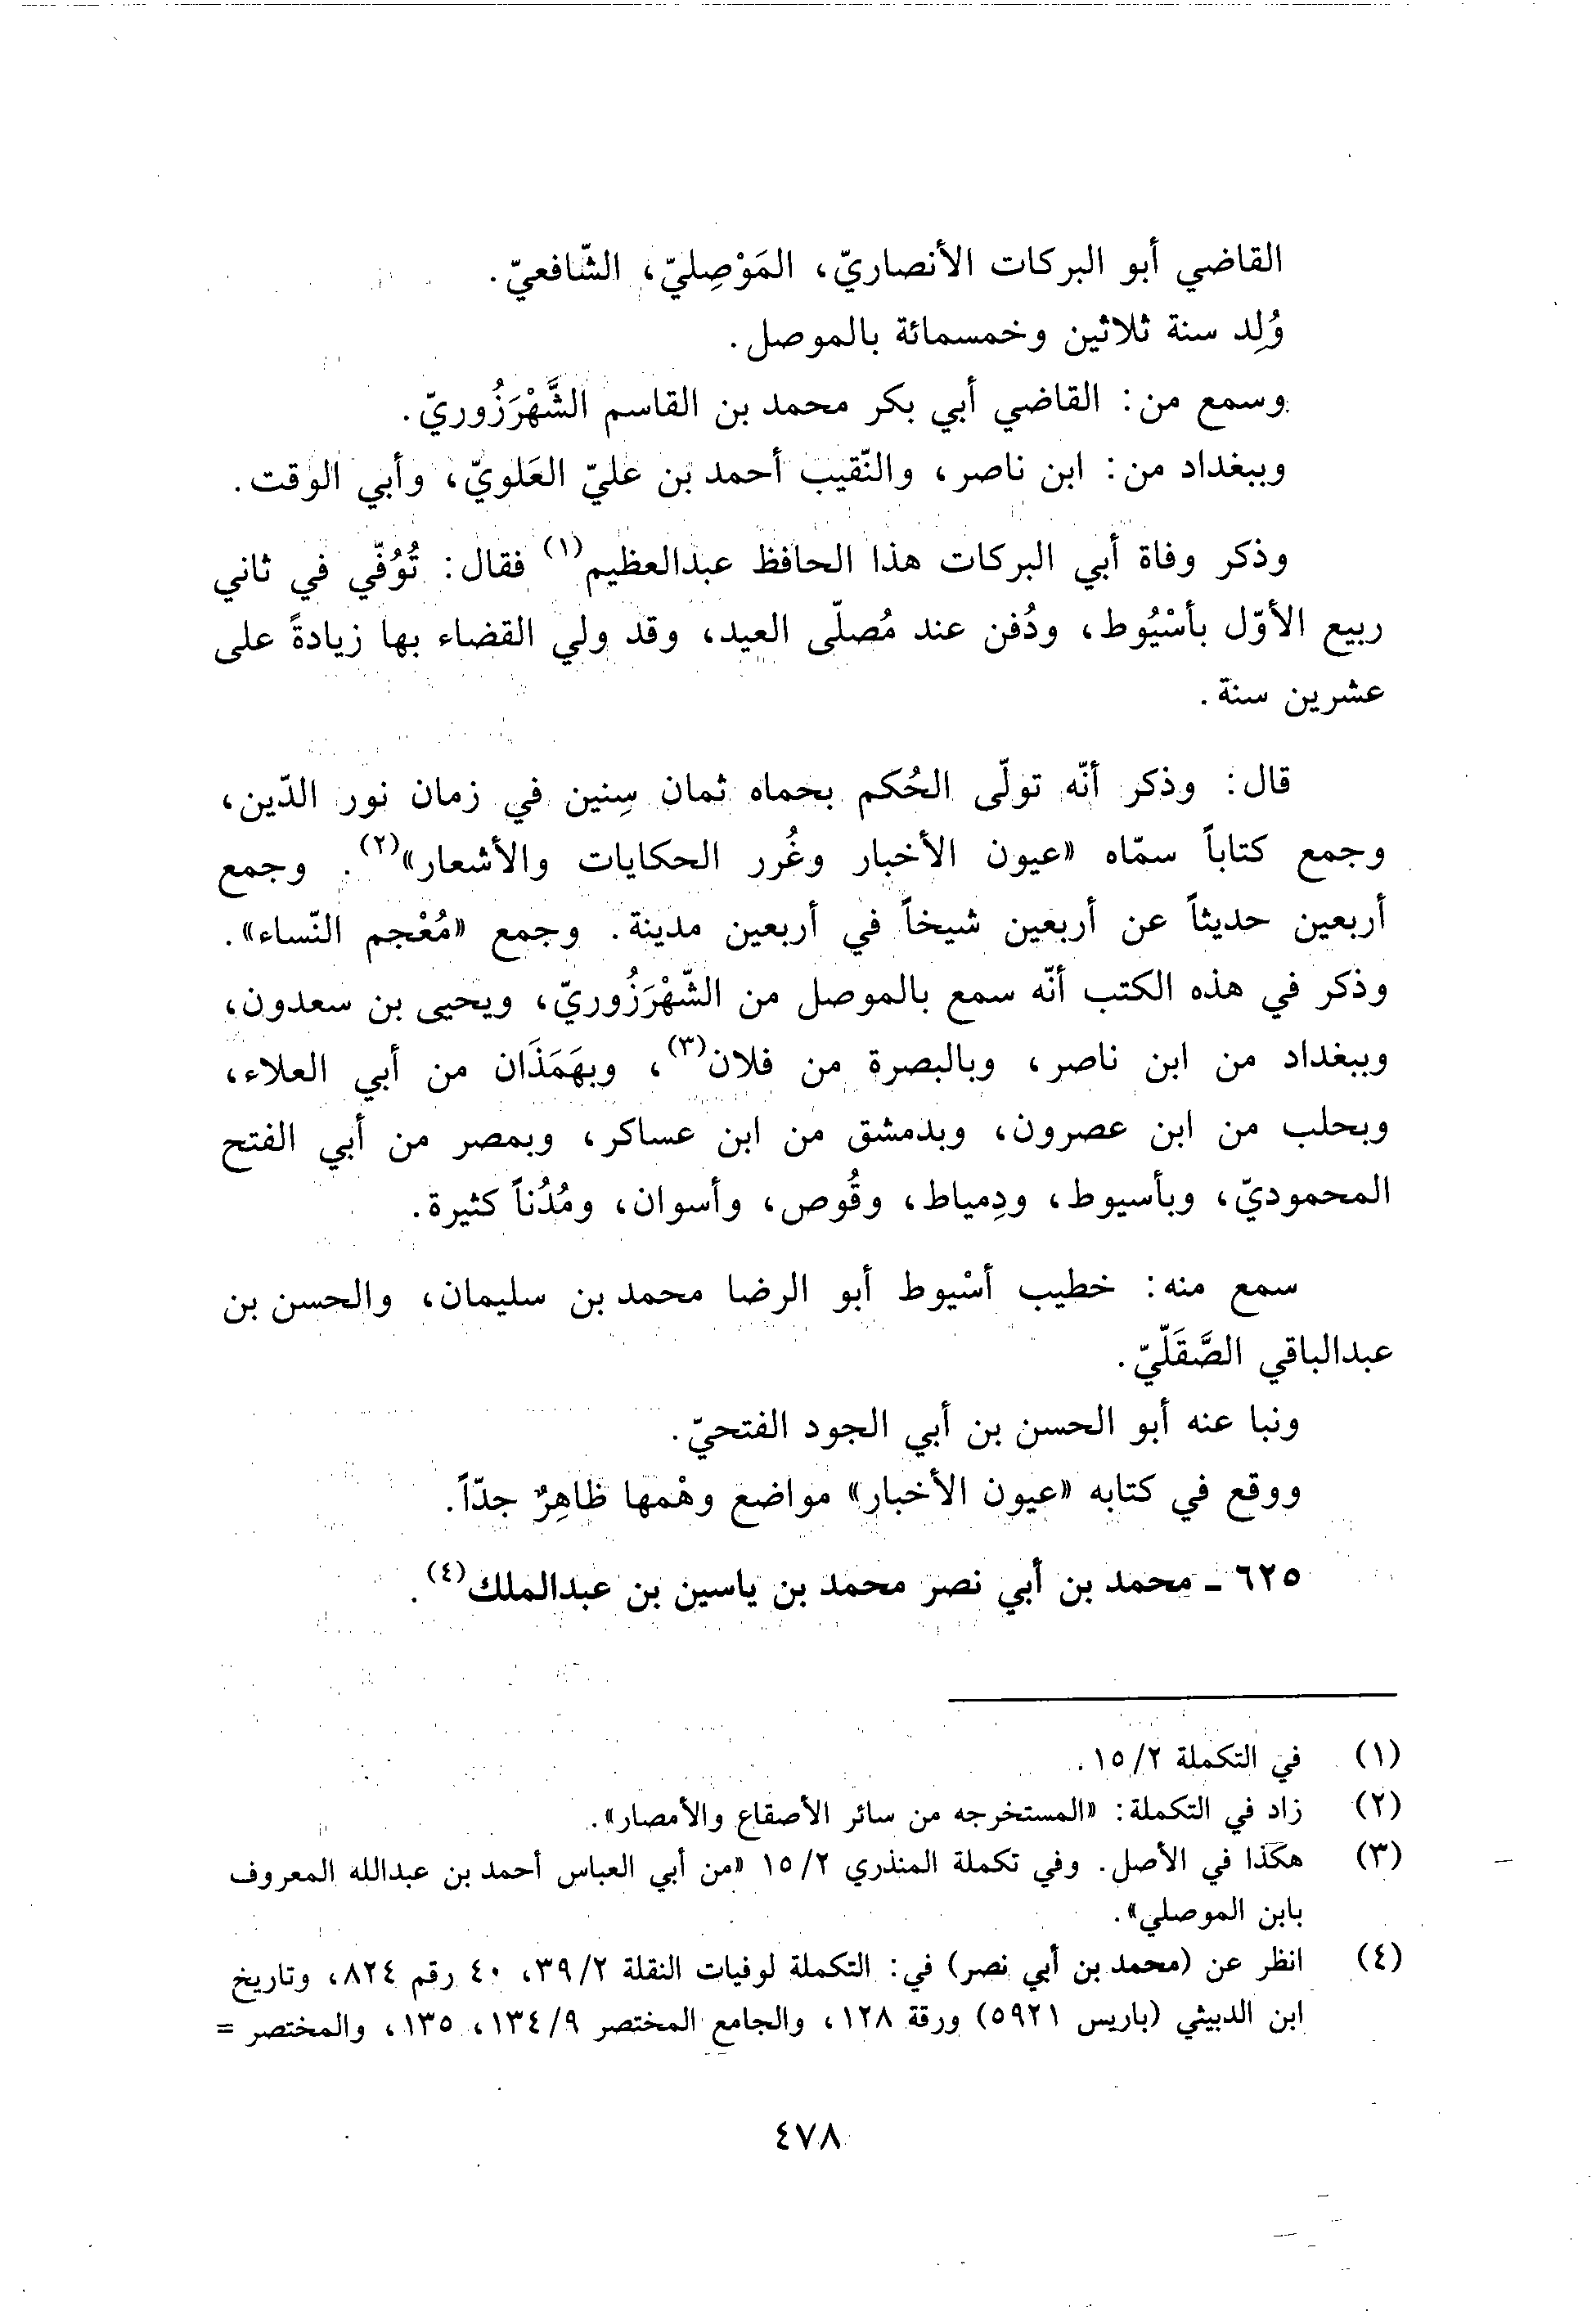 القاضي أبو البركات الأنصاريّ، المَوْصِليّ، الشّافعيّ.
وُلِد سنة ثلاثين وخمسمائة بالموصل.
وسمع من: القاضي أبي بكر محمد بن القاسم الشَّهْرَزُوريّ.
وببغداد من: ابن ناصر، والنّقيب أحمد بن عليّ العَلويّ، وأبي الوقت.
وذكر وفاة أبي البركات هذا الحافظ عبدالعظيم(١) فقال: تُوُفّي في ثاني
ربيع الأوّل بأسْيُوط، ودُفن عند مُصلّى العيد، وقد ولي القضاء بها زيادةً على
عشرين سنة.
قال: وذكر أنّه تولّى الحُكم بحماه ثمان سِنين في زمان نور الدّين،
وجمع كتاباً سمّاه «عيون الأخبار وغُرر الحكايات والأشعار»(٢). وجمع
أربعين حديثاً عن أربعين شيخاً في أربعين مدينة. وجمع «مُعْجم النّساء».
وذكر في هذه الكتب أنّه سمع بالموصل من الشّهْرَزُوريّ، ويحيى بن سعدون،
وببغداد من ابن ناصر، وبالبصرة من فلان(٣)، وبهَمَذَان من أبي العلاء،
وبحلب من ابن عصرون، وبدمشق من ابن عساكر، وبمصر من أبي الفتح
المحموديّ، وبأسيوط، ودِمياط، وقُوص، وأسوان، ومُدُناً كثيرة.
سمع منه: خطيب أسْيوط أبو الرضا محمد بن سليمان، والحسن بن
عبدالباقي الصَّقَلّيّ.
ونبا عنه أبو الحسن بن أبي الجود الفتحيّ.
ووقع في كتابه «عيون الأخبار» مواضع وهْمها ظاهِرٌ جدّاً.
٦٢٥ ـ محمد بن أبي نصر محمد بن ياسين بن عبدالملك(٤).
(١) في التكملة ١٥/٢.
(٢) زاد في التكملة: «المستخرجه من سائر الأصقاع والأمصار».
(٣) هكذا في الأصل. وفي تكملة المنذري ١٥/٢ «من أبي العباس أحمد بن عبدالله المعروف
بابن الموصلي».
(٤) انظر عن (محمد بن أبي نصر) في: التكملة لوفيات النقلة ٣٩/٢، ٤٠ رقم ٨٢٤، وتاريخ
ابن الدبيثي (باريس ٥٩٢١) ورقة ١٢٨، والجامع المختصر ١٣٤/٩، ١٣٥، والمختصر =
٤٧٨